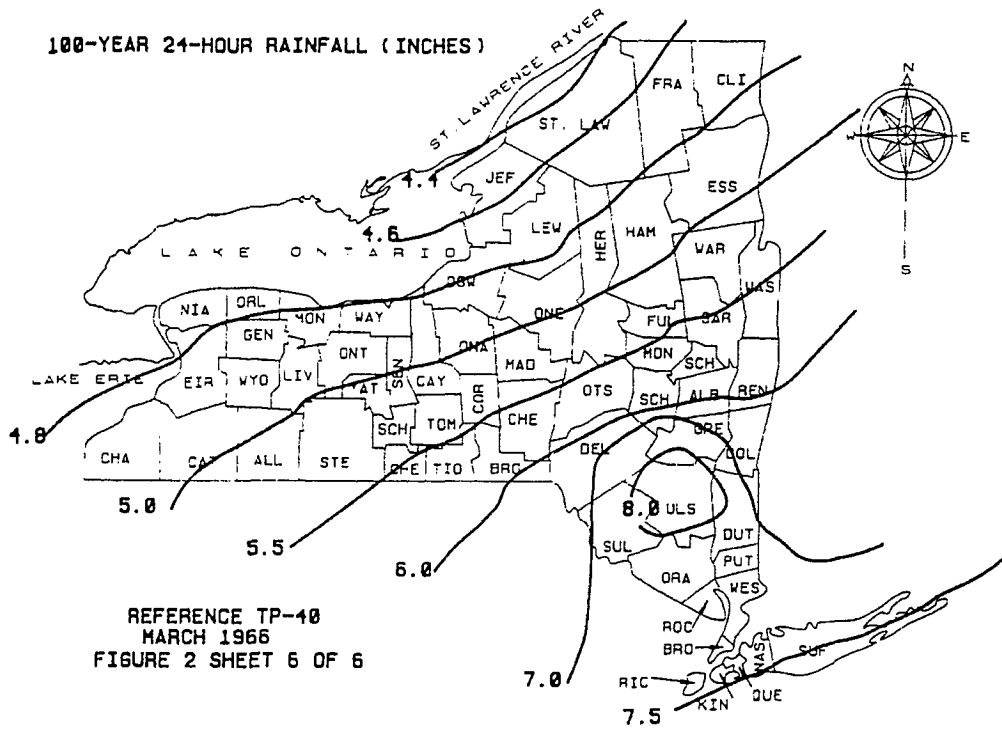 100-YEAR 24-HOUR RAINFALL (INCHES)
ST. LAWRENCE RIVER
N
W
E
S
FRA
CLI
ST. LAW
4.4
JEF
ESS
4.6
LEW
HER
HAM
WAR
LAKE ONTARIO
OSW
WAS
NIA
ORL
MON
WAY
ONE
FUL
SAR
GEN
ONT
ONA
MAD
MON
SCH
LAKE ERIE
EIR
WYO
LIV
YAT
SEN
CAY
COR
OTS
SCH
ALB
REN
4.8
SCH
TOM
CHE
GRE
CHA
CAT
ALL
STE
CHE
TIO
BRO
DEL
COL
5.0
8.0
ULS
5.5
6.0
SUL
DUT
PUT
ORA
WES
REFERENCE TP-40
MARCH 1966
FIGURE 2 SHEET 6 OF 6
ROC
BRO
NAS
SUF
7.0
RIC
KIN
QUE
7.5